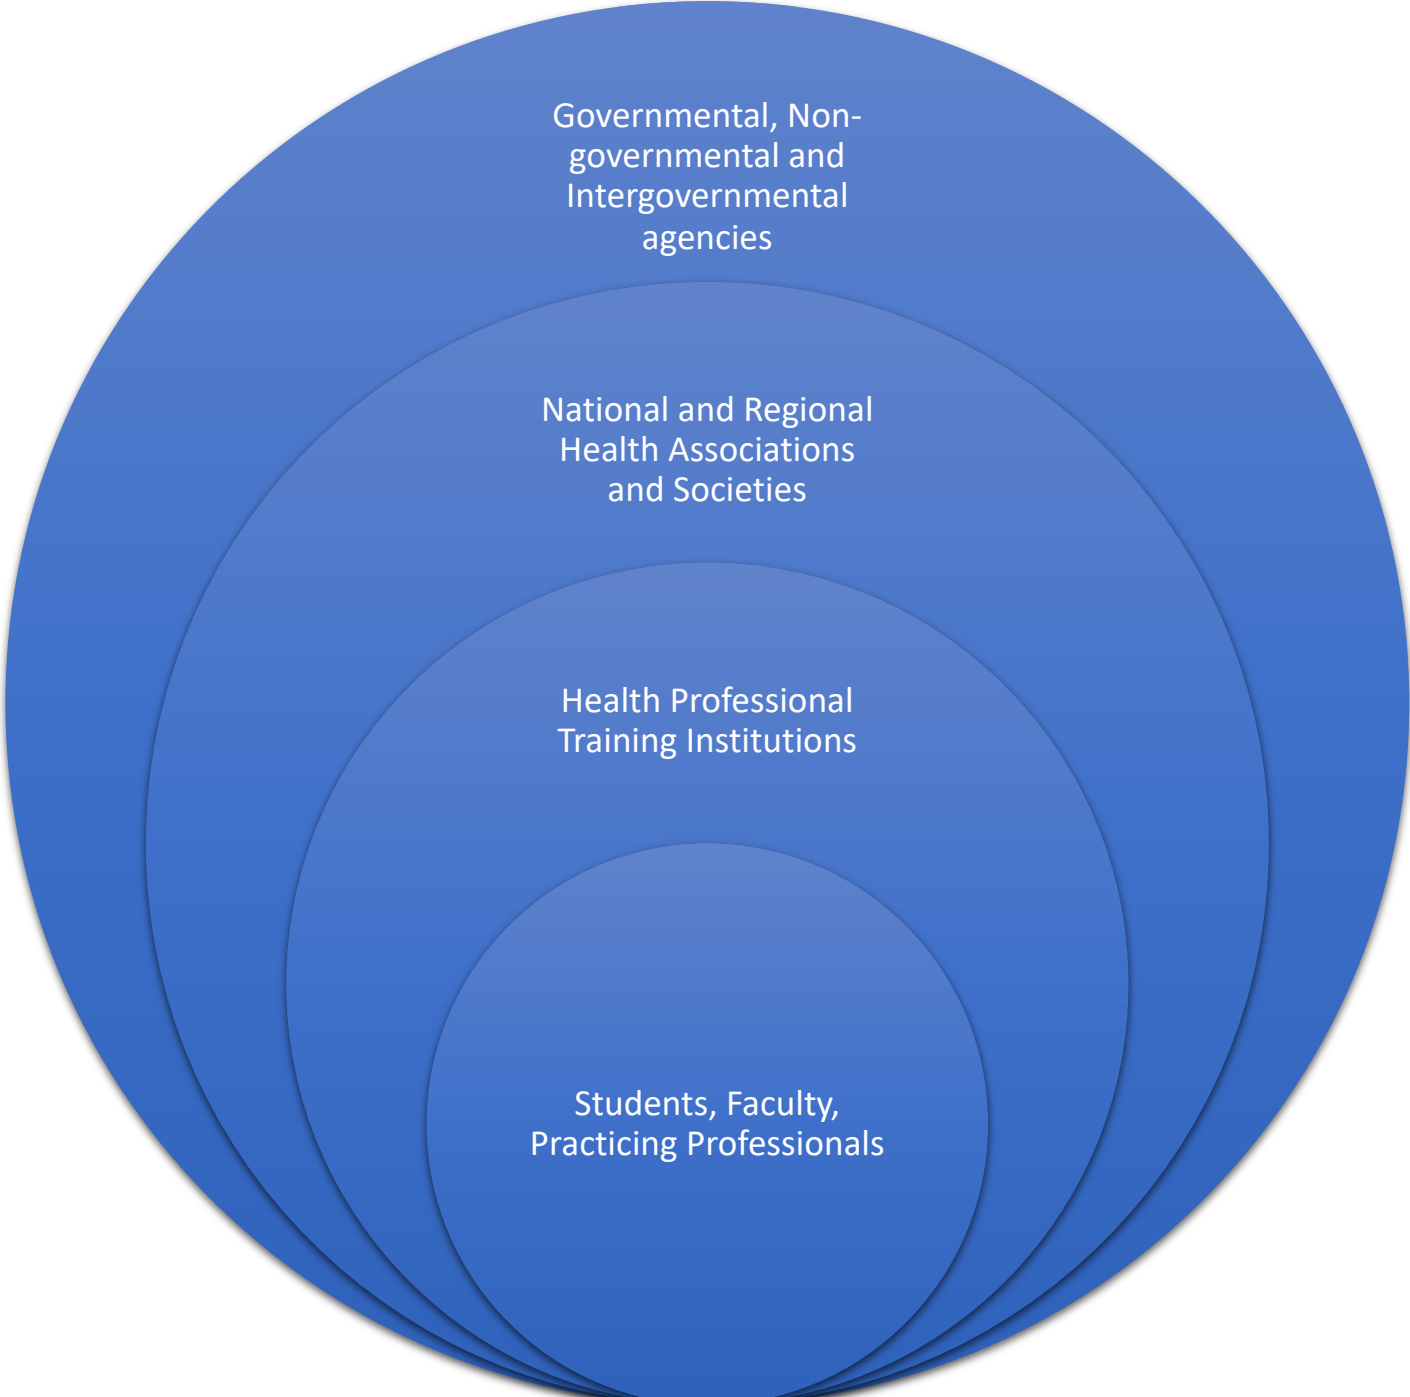 Governmental, Non-
governmental and
Intergovernmental
agencies
National and Regional
Health Associations
and Societies
Health Professional
Training Institutions
Students, Faculty,
Practicing Professionals